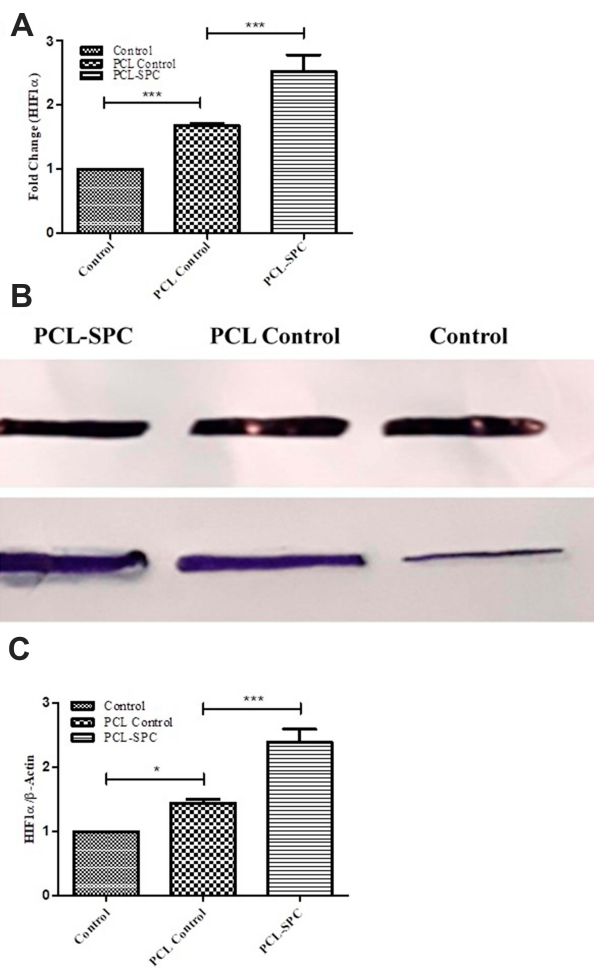 A
Fold Change (HIF1α)
3
2
1
0
Control
PCL Control
PCL-SPC
***
***
Control
PCL Control
PCL-SPC
B
PCL-SPC PCL Control Control
C
HIF1α/β-Actin
3
2
1
0
Control
PCL Control
PCL-SPC
*
***
Control
PCL Control
PCL-SPC